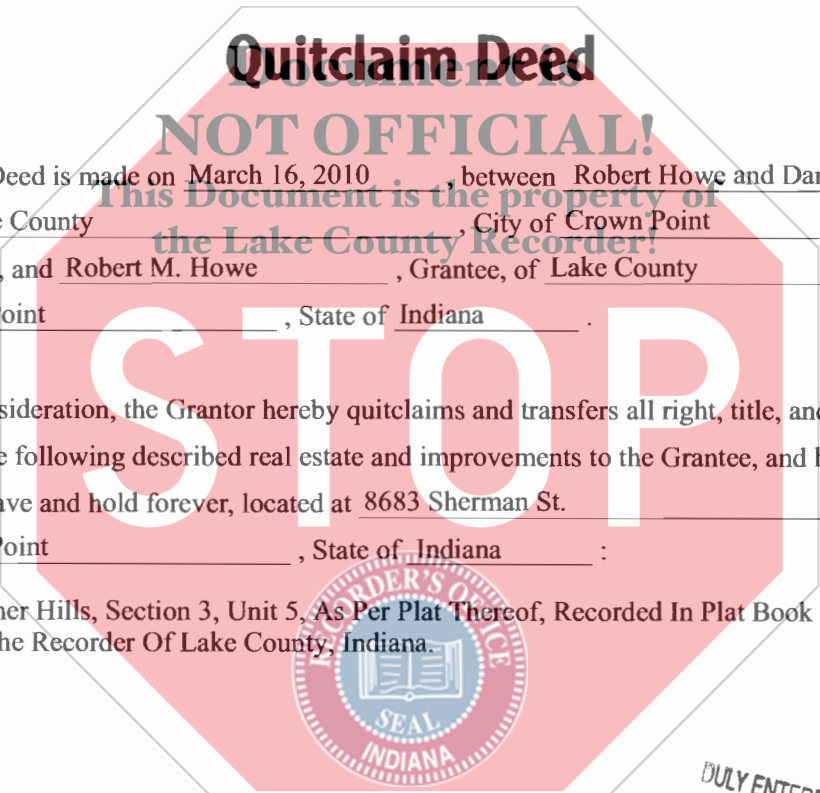 Quitclaim Deed
Document is
NOT OFFICIAL!
Deed is made on March 16, 2010 , between Robert Howe and Dan
This Document is the property of
e County , City of Crown Point
the Lake County Recorder!
, and Robert M. Howe , Grantee, of Lake County
oint , State of Indiana .
STOP
sideration, the Grantor hereby quitclaims and transfers all right, title, and
e following described real estate and improvements to the Grantee, and h
ave and hold forever, located at 8683 Sherman St.
Point , State of Indiana :
ner Hills, Section 3, Unit 5, As Per Plat Thereof, Recorded In Plat Book
he Recorder Of Lake County, Indiana.
RECORDER'S OFFICE
SEAL
INDIANA
DULY ENTER